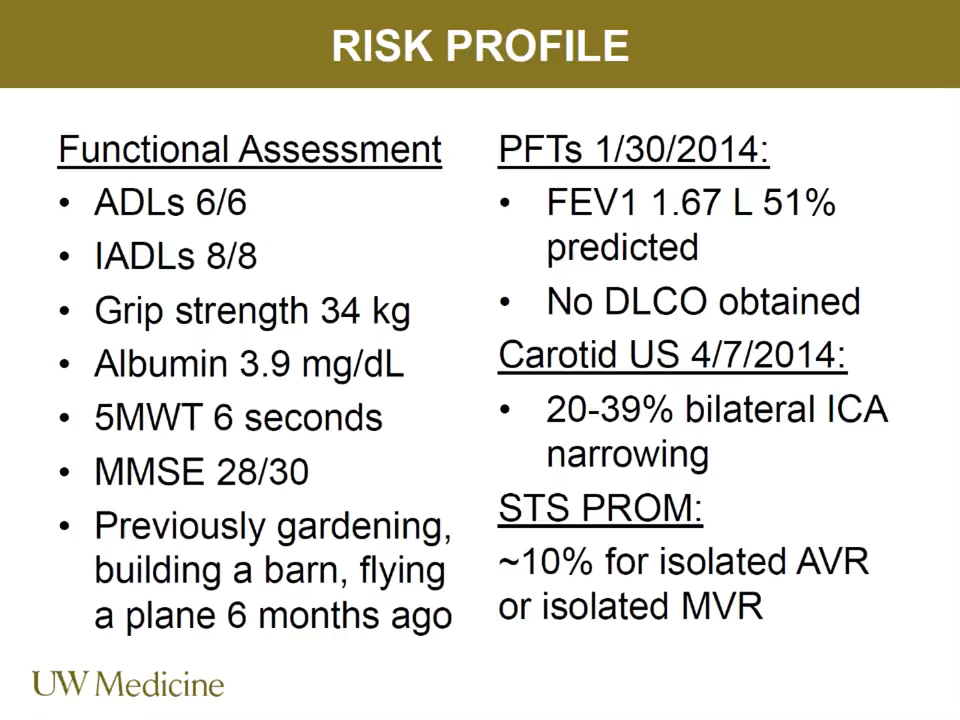 RISK PROFILE
Functional Assessment
• ADLs 6/6
• IADLs 8/8
• Grip strength 34 kg
• Albumin 3.9 mg/dL
• 5MWT 6 seconds
• MMSE 28/30
• Previously gardening,
building a barn, flying
a plane 6 months ago
PFTs 1/30/2014:
• FEV1 1.67 L 51%
predicted
• No DLCO obtained
Carotid US 4/7/2014:
• 20-39% bilateral ICA
narrowing
STS PROM:
~10% for isolated AVR
or isolated MVR
UW Medicine